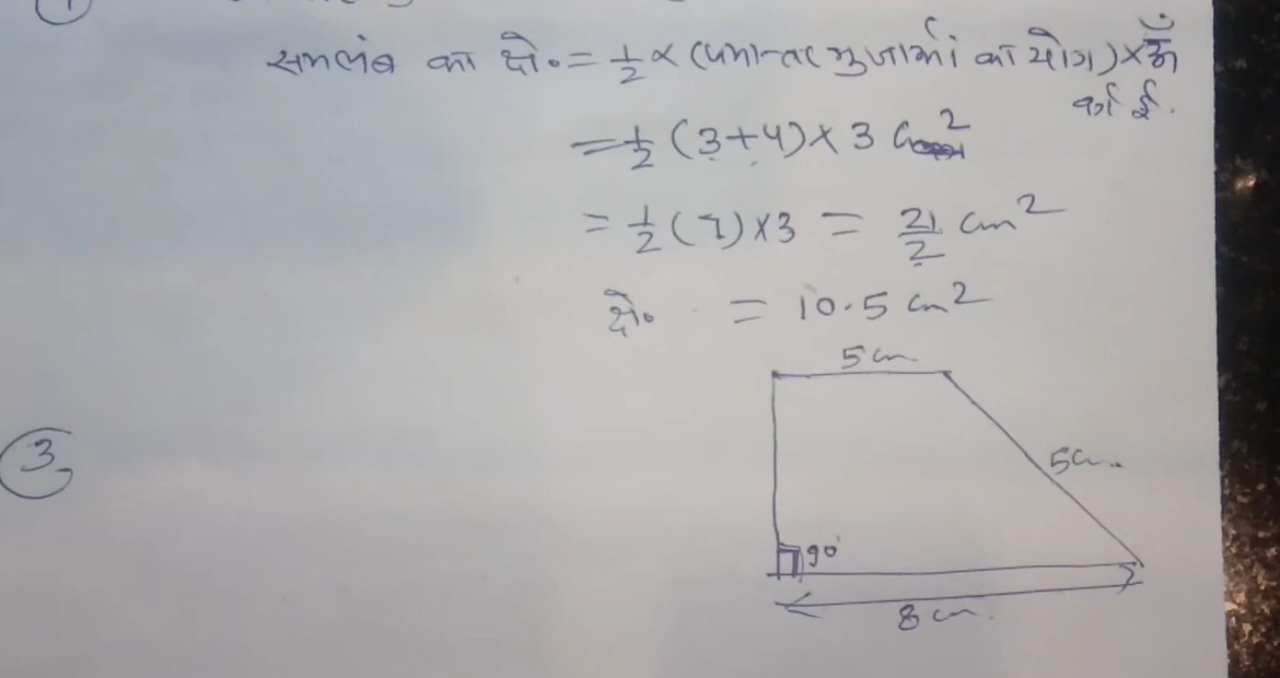 समलंब का क्षे० = 1/2 × (समान्तर भुजाओं का योग) × ऊँ
चाई.
= 1/2 (3+4) × 3 cm²
= 1/2 (7) × 3 = 21/2 cm²
क्षे० = 10.5 cm²
5 cm
3
5 cm.
90°
8 cm.